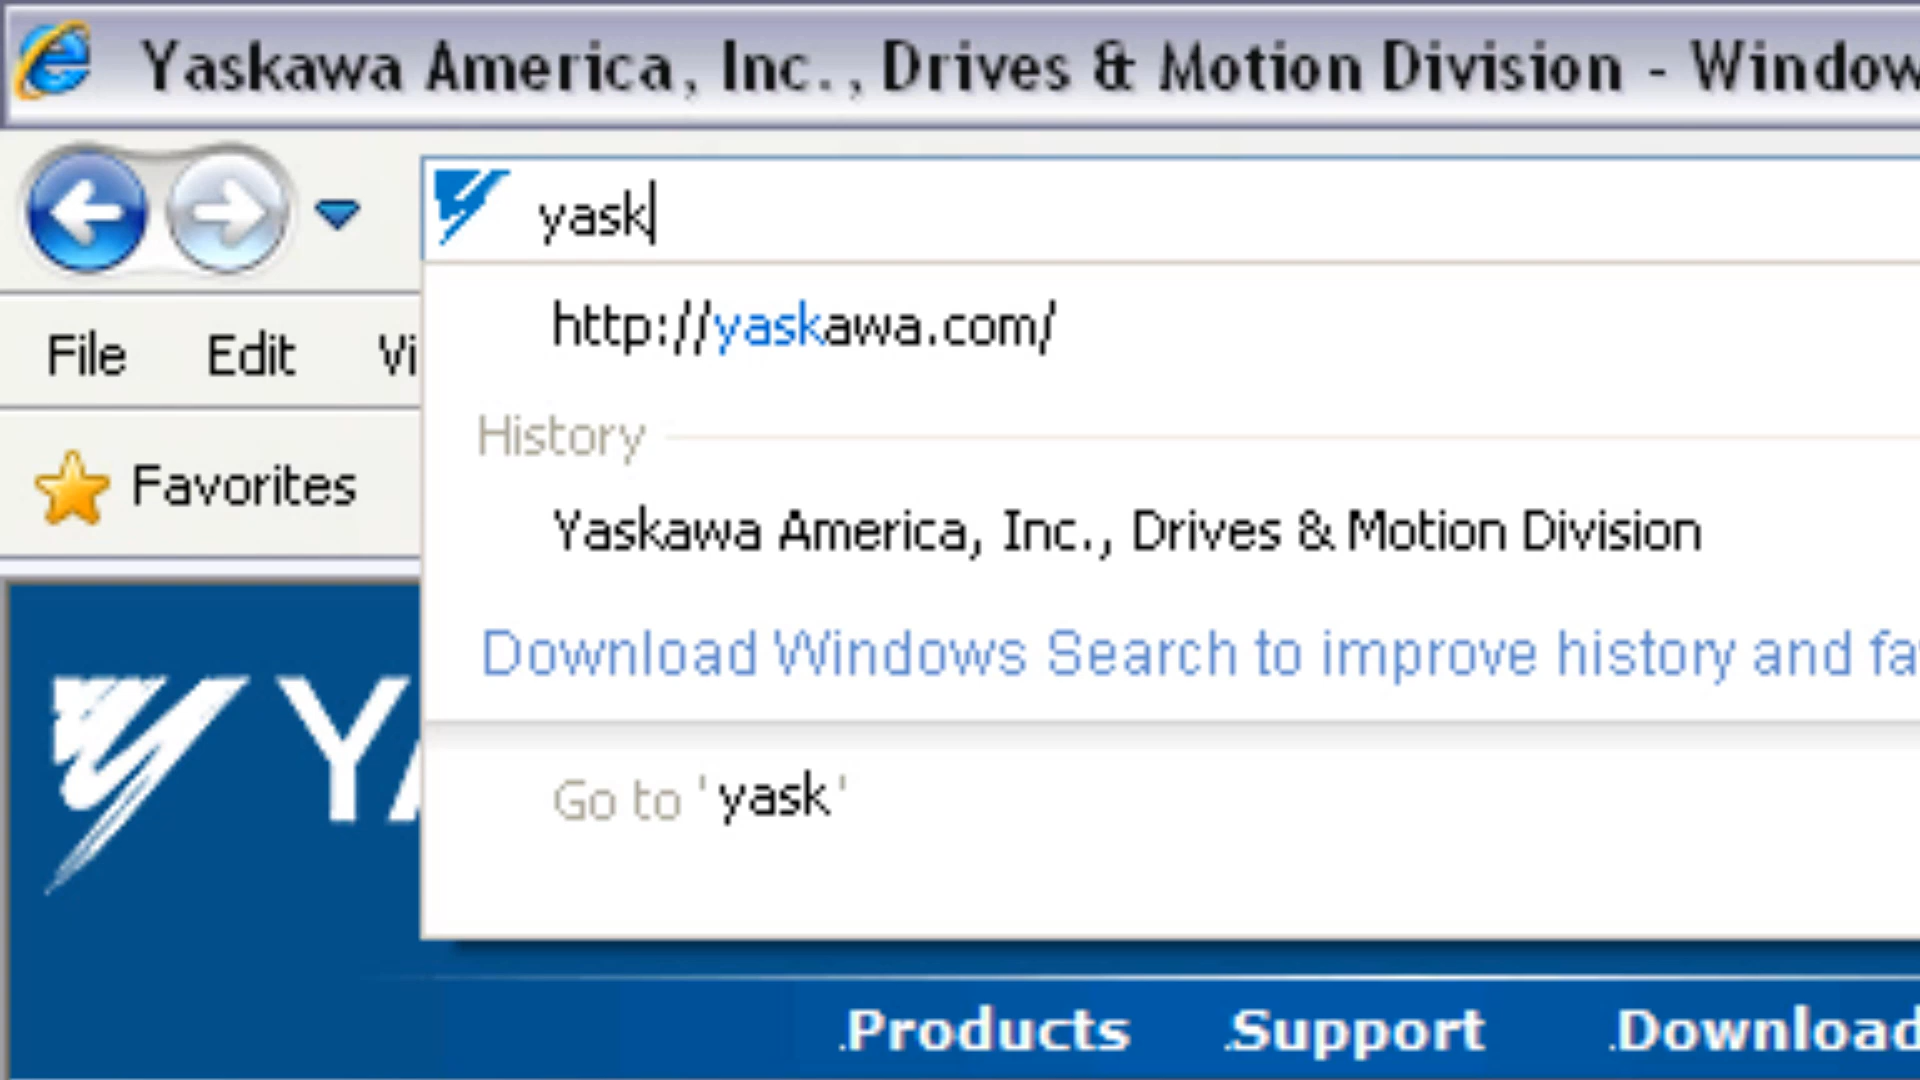 Yaskawa America, Inc., Drives & Motion Division - Window
yask
http://yaskawa.com/
File Edit Vi
History
Favorites
Yaskawa America, Inc., Drives & Motion Division
Download Windows Search to improve history and fa
YA
Go to 'yask'
.Products .Support .Download